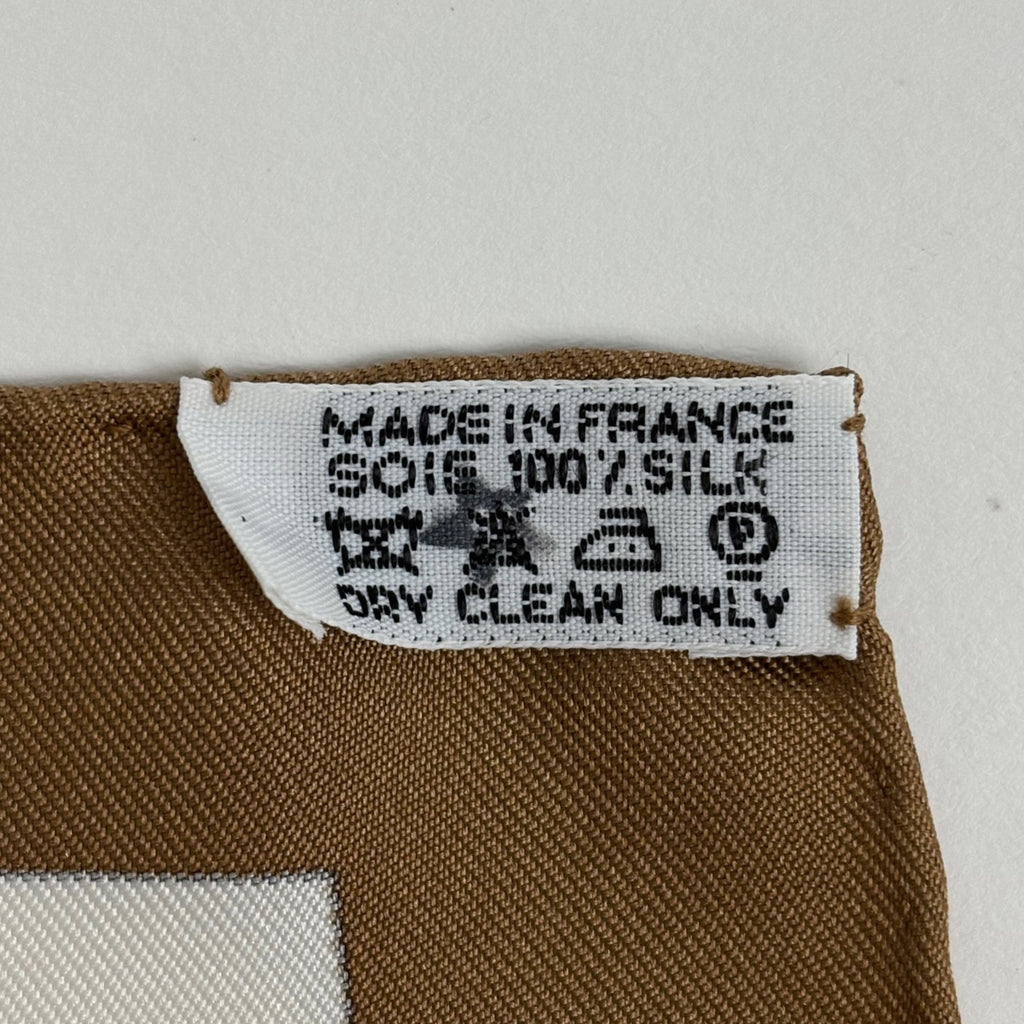 MADE IN FRANCE
SOIE 100% SILK
P
DRY CLEAN ONLY